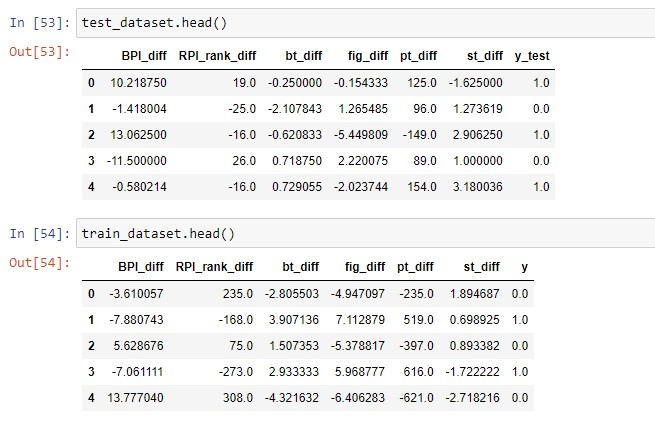 In [53]: test_dataset.head()
Out[53]:
BPI_diff RPI_rank_diff bt_diff fig_diff pt_diff st_diff y_test
0 10.218750 19.0 -0.250000 -0.154333 125.0 -1.625000 1.0
1 -1.418004 -25.0 -2.107843 1.265485 96.0 1.273619 0.0
2 13.062500 -16.0 -0.620833 -5.449809 -149.0 2.906250 1.0
3 -11.500000 26.0 0.718750 2.220075 89.0 1.000000 0.0
4 -0.580214 -16.0 0.729055 -2.023744 154.0 3.180036 1.0
In [54]: train_dataset.head()
Out[54]:
BPI_diff RPI_rank_diff bt_diff fig_diff pt_diff st_diff y
0 -3.610057 235.0 -2.805503 -4.947097 -235.0 1.894687 0.0
1 -7.880743 -168.0 3.907136 7.112879 519.0 0.698925 1.0
2 5.628676 75.0 1.507353 -5.378817 -397.0 0.893382 0.0
3 -7.061111 -273.0 2.933333 5.968777 616.0 -1.722222 1.0
4 13.777040 308.0 -4.321632 -6.406283 -621.0 -2.718216 0.0